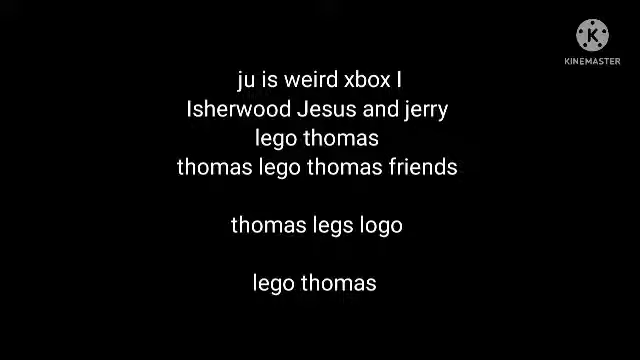 KINEMASTER
ju is weird xbox I
Isherwood Jesus and jerry
lego thomas
thomas lego thomas friends
thomas legs logo
lego thomas